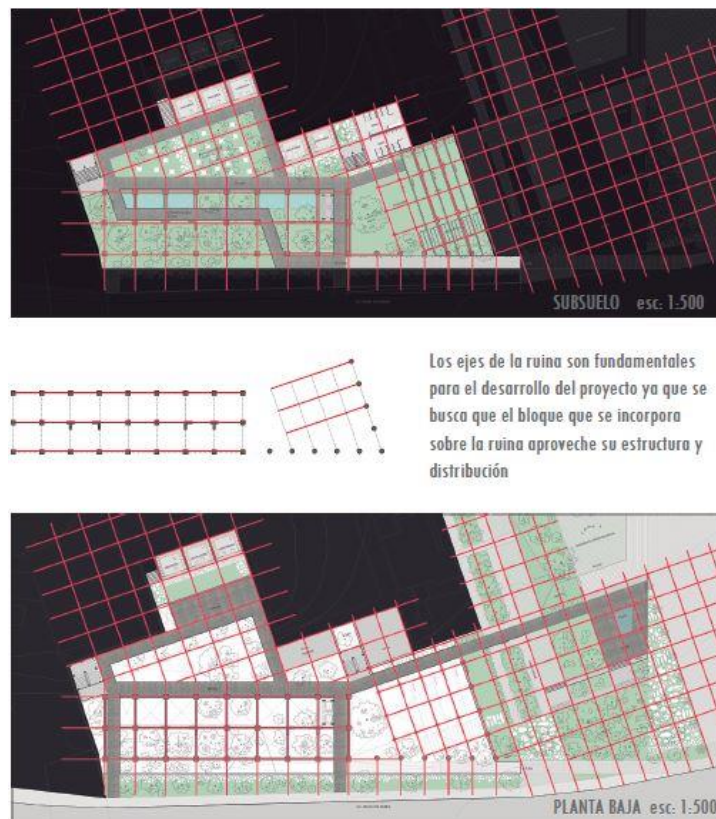 SUBSUELO esc: 1:500
Los ejes de la ruina son fundamentales
para el desarrollo del proyecto ya que se
busca que el bloque que se incorpora
sobre la ruina aproveche su estructura y
distribución
PLANTA BAJA esc: 1:500